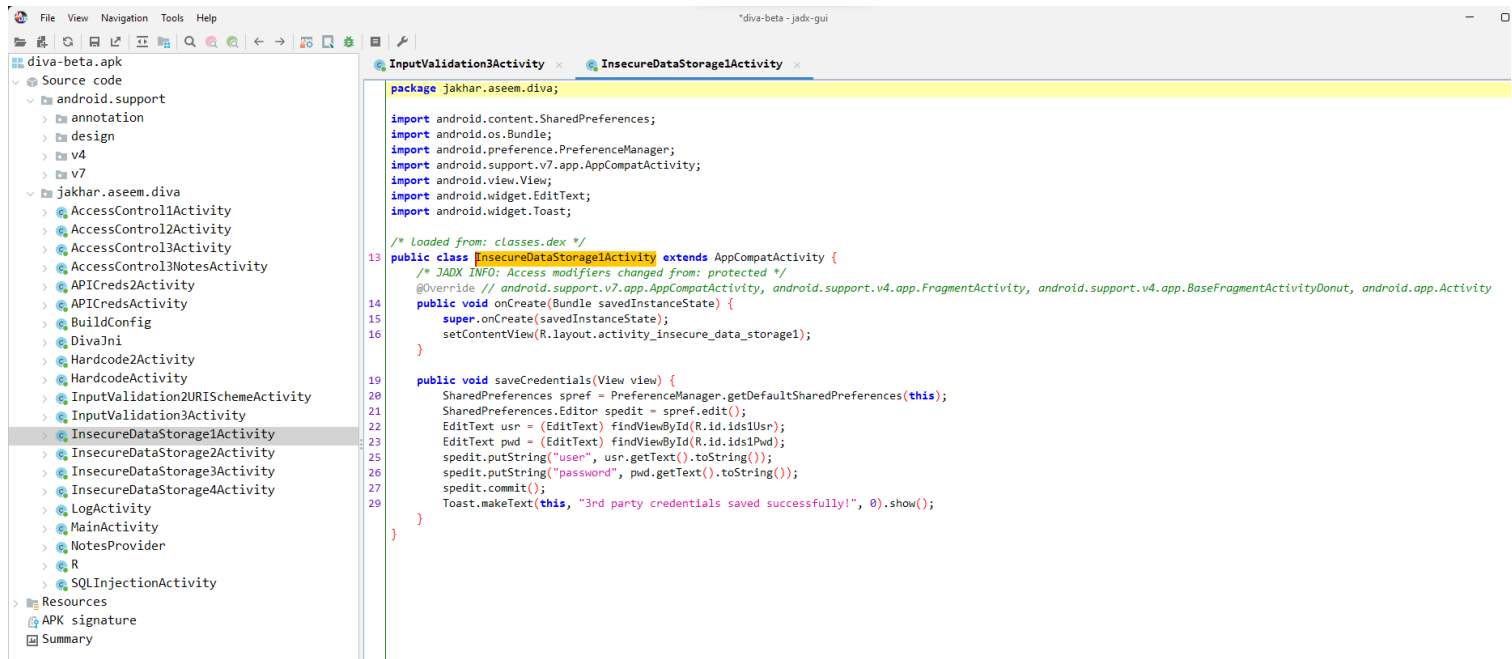 File View Navigation Tools Help
*diva-beta - jadx-gui
diva-beta.apk
Source code
android.support
annotation
design
v4
v7
jakhar.aseem.diva
AccessControl1Activity
AccessControl2Activity
AccessControl3Activity
AccessControl3NotesActivity
APICreds2Activity
APICredsActivity
BuildConfig
DivaJni
Hardcode2Activity
HardcodeActivity
InputValidation2URISchemeActivity
InputValidation3Activity
InsecureDataStorage1Activity
InsecureDataStorage2Activity
InsecureDataStorage3Activity
InsecureDataStorage4Activity
LogActivity
MainActivity
NotesProvider
R
SQLInjectionActivity
Resources
APK signature
Summary
InputValidation3Activity InsecureDataStorage1Activity
package jakhar.aseem.diva;
import android.content.SharedPreferences;
import android.os.Bundle;
import android.preference.PreferenceManager;
import android.support.v7.app.AppCompatActivity;
import android.view.View;
import android.widget.EditText;
import android.widget.Toast;
/* loaded from: classes.dex */
13 public class InsecureDataStorage1Activity extends AppCompatActivity {
/* JADX INFO: Access modifiers changed from: protected */
@Override // android.support.v7.app.AppCompatActivity, android.support.v4.app.FragmentActivity, android.support.v4.app.BaseFragmentActivityDonut, android.app.Activity
14 public void onCreate(Bundle savedInstanceState) {
15 super.onCreate(savedInstanceState);
16 setContentView(R.layout.activity_insecure_data_storage1);
}
19 public void saveCredentials(View view) {
20 SharedPreferences spref = PreferenceManager.getDefaultSharedPreferences(this);
21 SharedPreferences.Editor spedit = spref.edit();
22 EditText usr = (EditText) findViewById(R.id.ids1Usr);
23 EditText pwd = (EditText) findViewById(R.id.ids1Pwd);
25 spedit.putString("user", usr.getText().toString());
26 spedit.putString("password", pwd.getText().toString());
27 spedit.commit();
29 Toast.makeText(this, "3rd party credentials saved successfully!", 0).show();
}
}